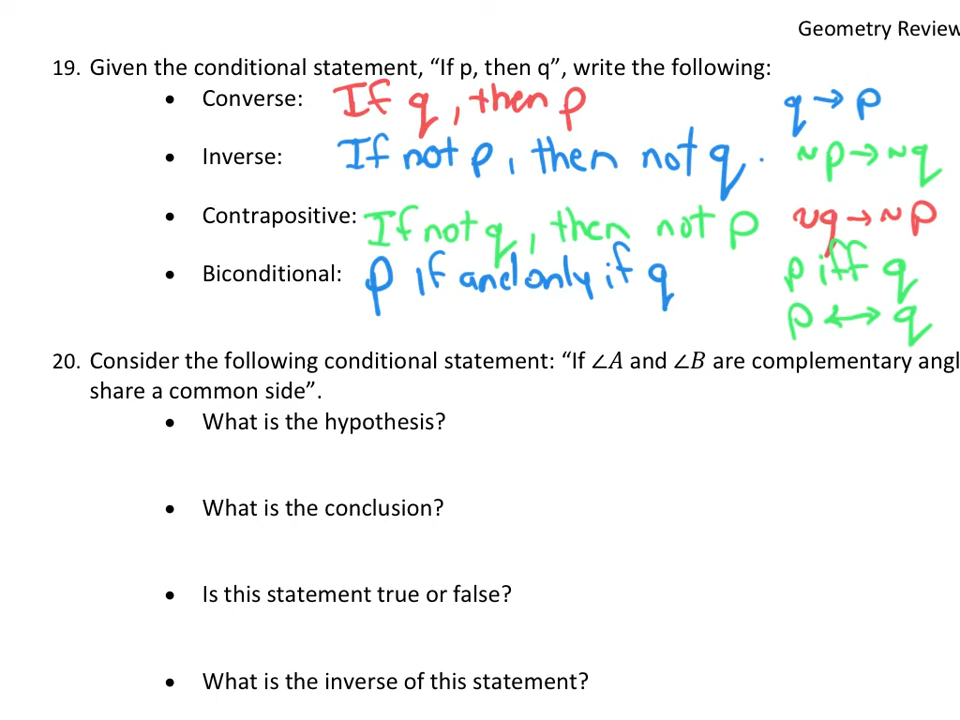 Geometry Review
19. Given the conditional statement, “If p, then q”, write the following:
• Converse: If q, then p q → p
• Inverse: If not p, then not q. ~p → ~q
• Contrapositive: If not q, then not p ~q → ~p
• Biconditional: p if and only if q p iff q
p ↔ q
20. Consider the following conditional statement: “If ∠A and ∠B are complementary angl
share a common side”.
• What is the hypothesis?
• What is the conclusion?
• Is this statement true or false?
• What is the inverse of this statement?